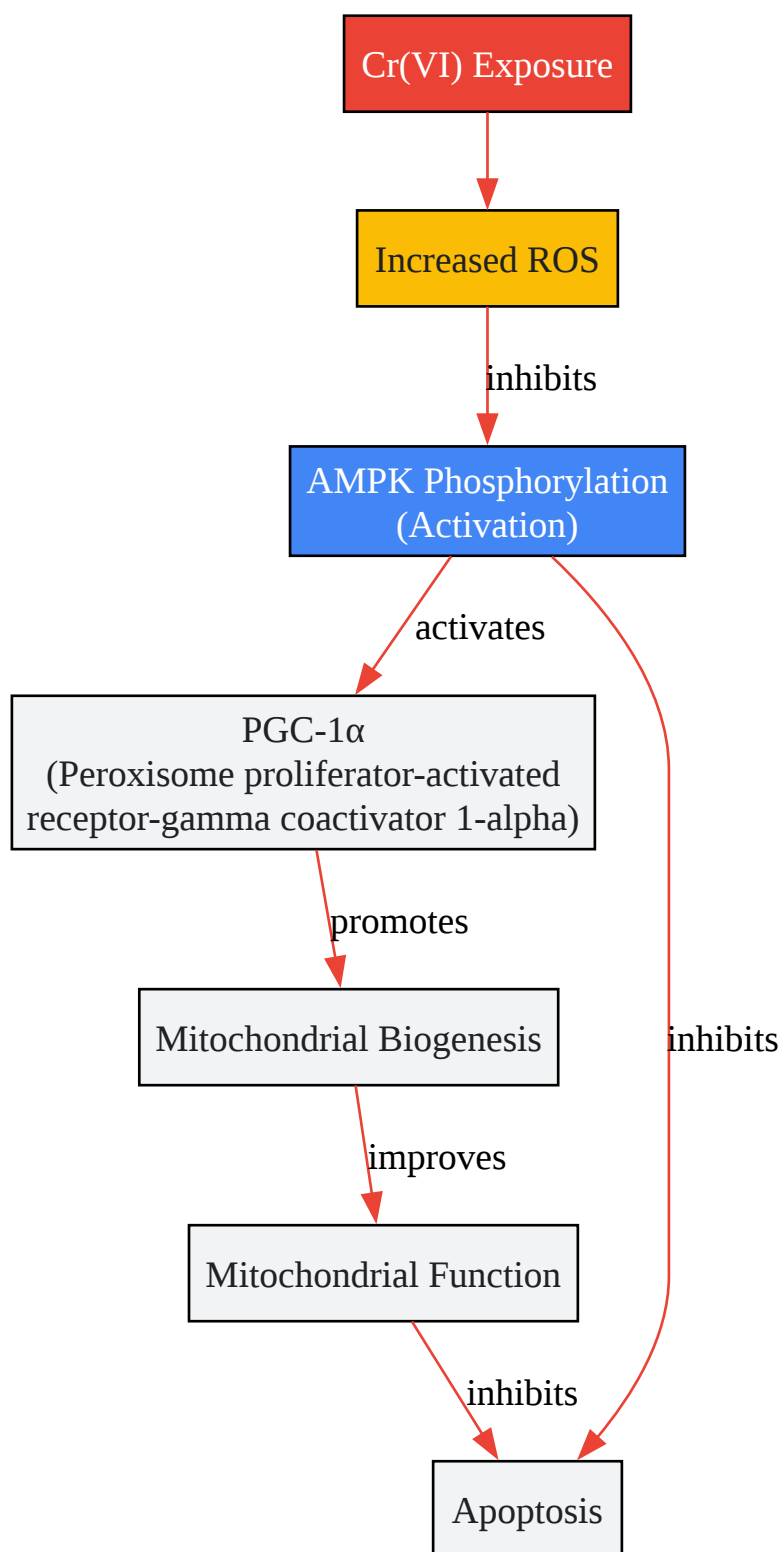 Cr(VI) Exposure
Increased ROS
inhibits
AMPK Phosphorylation
(Activation)
activates
PGC-1α
(Peroxisome proliferator-activated
receptor-gamma coactivator 1-alpha)
promotes
Mitochondrial Biogenesis
inhibits
improves
Mitochondrial Function
inhibits
Apoptosis